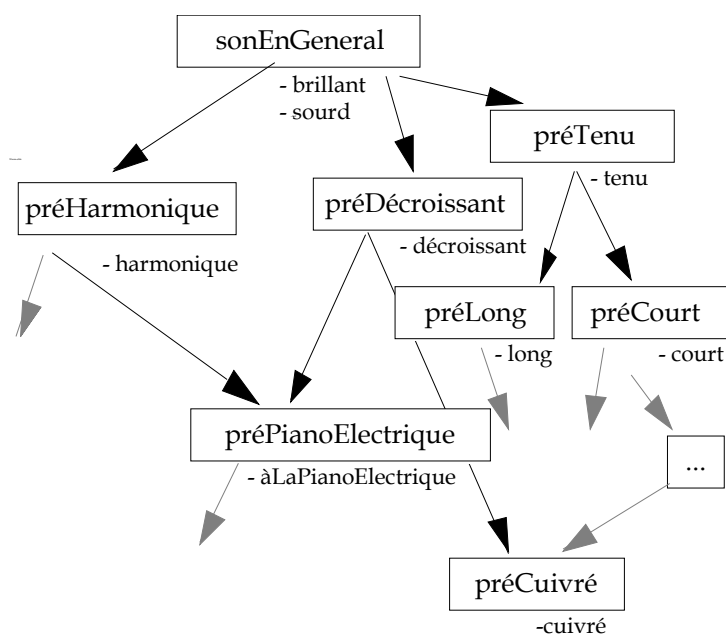 sonEnGeneral
- brillant
- sourd
préTenu
- tenu
préHarmonique
préDécroissant
- harmonique
- décroissant
préLong
préCourt
- long
- court
préPianoElectrique
- àLaPianoElectrique
...
préCuivré
-cuivré